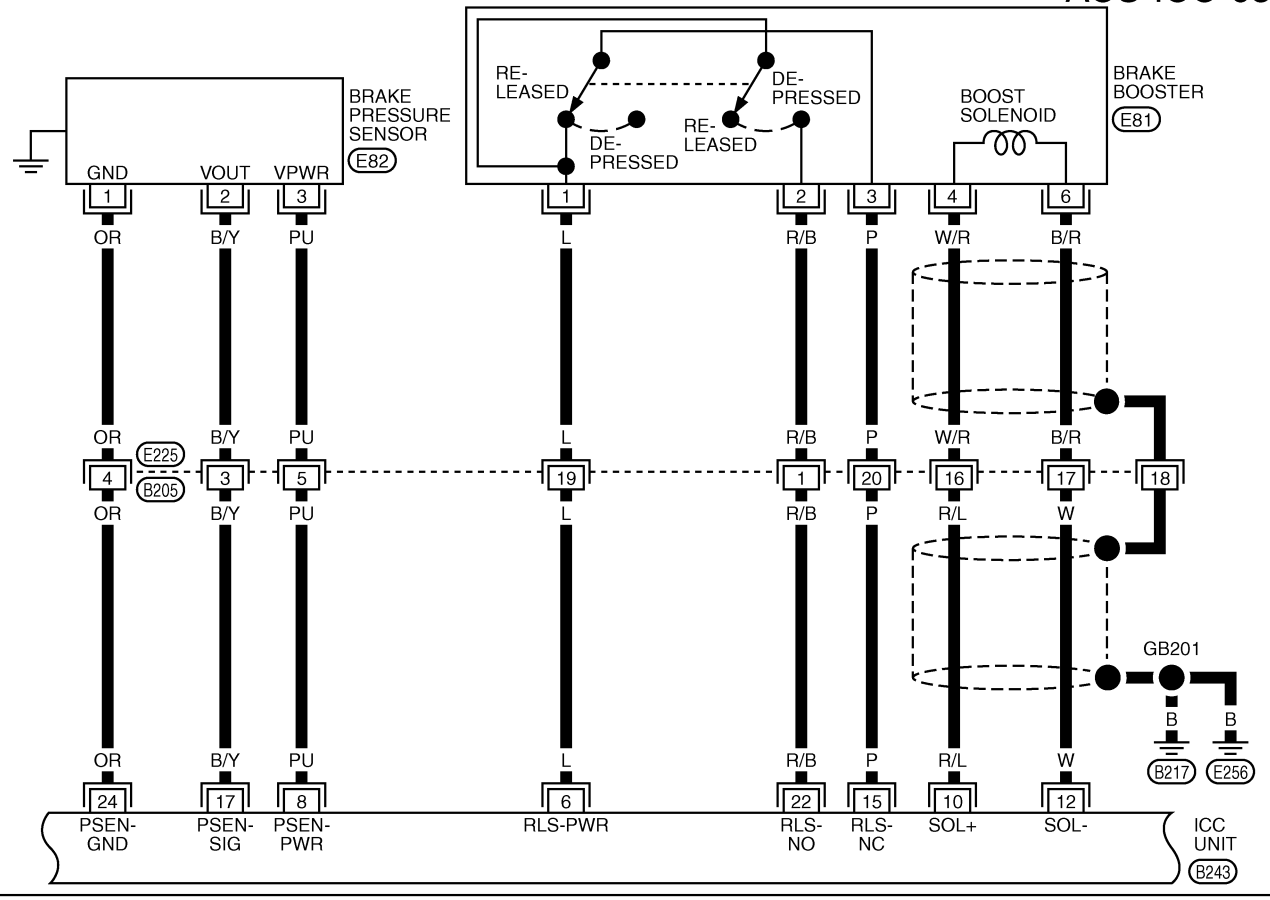 BRAKE
PRESSURE
SENSOR
E82
GND VOUT VPWR
1 2 3
RE-
LEASED
DE-
PRESSED
RE-
LEASED
DE-
PRESSED
BOOST
SOLENOID
BRAKE
BOOSTER
E81
1 2 3 4 6
OR B/Y PU L R/B P W/R B/R
OR B/Y PU L R/B P W/R B/R
E225
4 3 5 19 1 20 16 17 18
B205
OR B/Y PU L R/B P R/L W
GB201
B B
B217 E256
OR B/Y PU L R/B P R/L W
24 17 8 6 22 15 10 12
PSEN-
GND
PSEN-
SIG
PSEN-
PWR
RLS-PWR
RLS-
NO
RLS-
NC
SOL+
SOL-
ICC
UNIT
B243